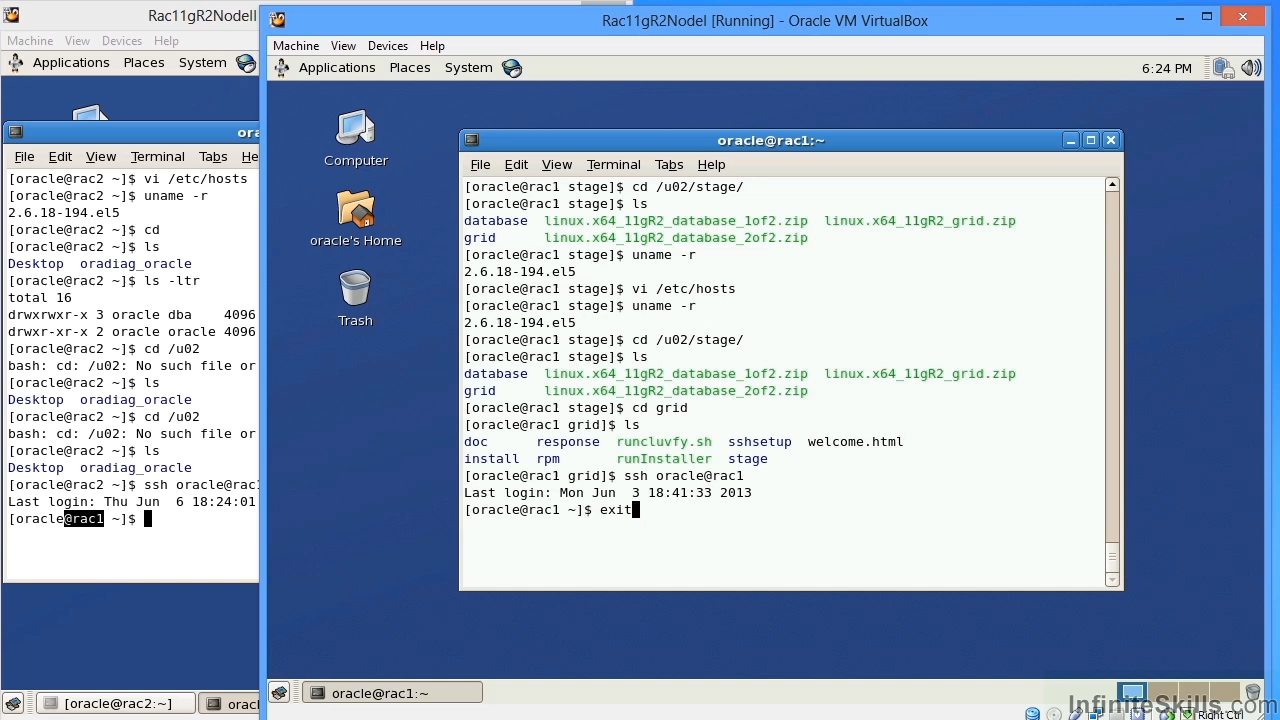 Rac11gR2NodeII
Machine View Devices Help
Applications Places System
File Edit View Terminal Tabs He
[oracle@rac2 ~]$ vi /etc/hosts
[oracle@rac2 ~]$ uname -r
2.6.18-194.el5
[oracle@rac2 ~]$ cd
[oracle@rac2 ~]$ ls
Desktop oradiag_oracle
[oracle@rac2 ~]$ ls -ltr
total 16
drwxrwxr-x 3 oracle dba 4096
drwxr-xr-x 2 oracle oracle 4096
[oracle@rac2 ~]$ cd /u02
bash: cd: /u02: No such file or
[oracle@rac2 ~]$ ls
Desktop oradiag_oracle
[oracle@rac2 ~]$ cd /u02
bash: cd: /u02: No such file or
[oracle@rac2 ~]$ ls
Desktop oradiag_oracle
[oracle@rac2 ~]$ ssh oracle@rac1
Last login: Thu Jun 6 18:24:01
[oracle@rac1 ~]$
[oracle@rac2:~]
Rac11gR2NodeI [Running] - Oracle VM VirtualBox
Machine View Devices Help
Applications Places System
6:24 PM
Computer
oracle's Home
Trash
oracle@rac1:~
File Edit View Terminal Tabs Help
[oracle@rac1 stage]$ cd /u02/stage/
[oracle@rac1 stage]$ ls
database linux.x64_11gR2_database_1of2.zip linux.x64_11gR2_grid.zip
grid linux.x64_11gR2_database_2of2.zip
[oracle@rac1 stage]$ uname -r
2.6.18-194.el5
[oracle@rac1 stage]$ vi /etc/hosts
[oracle@rac1 stage]$ uname -r
2.6.18-194.el5
[oracle@rac1 stage]$ cd /u02/stage/
[oracle@rac1 stage]$ ls
database linux.x64_11gR2_database_1of2.zip linux.x64_11gR2_grid.zip
grid linux.x64_11gR2_database_2of2.zip
[oracle@rac1 stage]$ cd grid
[oracle@rac1 grid]$ ls
doc response runcluvfy.sh sshsetup welcome.html
install rpm runInstaller stage
[oracle@rac1 grid]$ ssh oracle@rac1
Last login: Mon Jun 3 18:41:33 2013
[oracle@rac1 ~]$ exit
oracle@rac1:~
InfiniteSkills.com
Right Ctrl